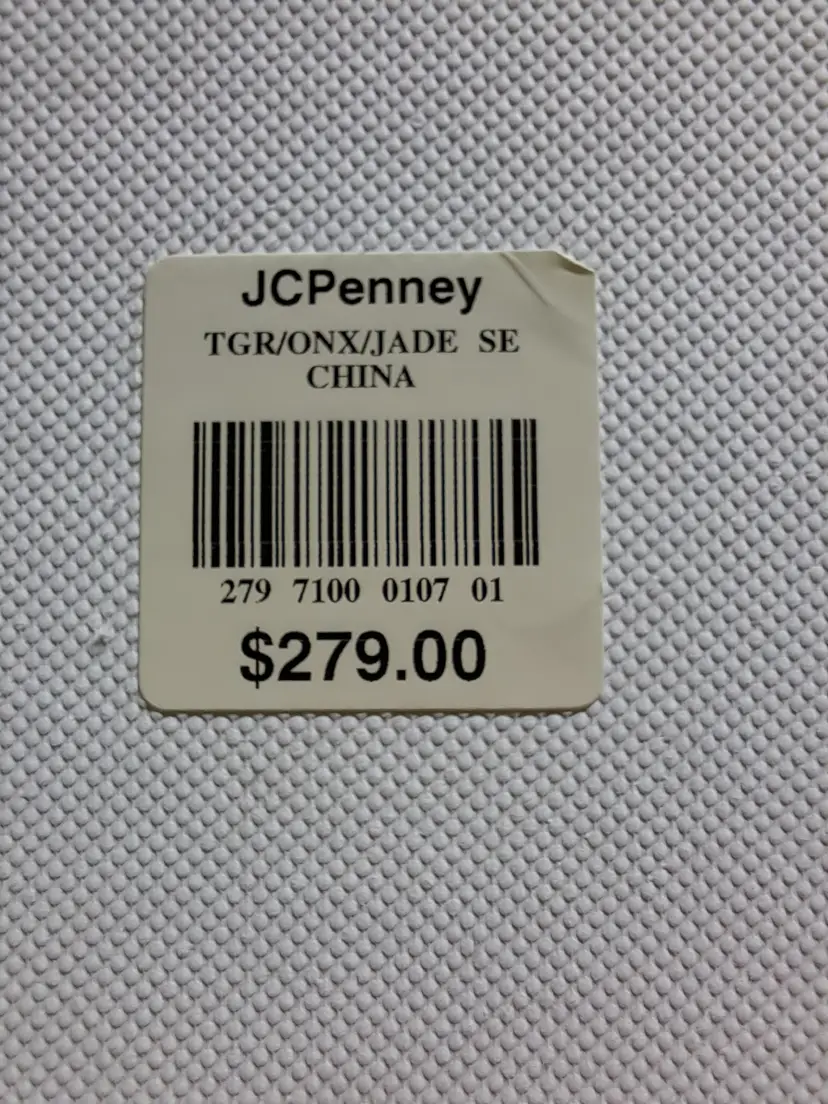 JCPenney
TGR/ONX/JADE SE
CHINA
279 7100 0107 01
$279.00